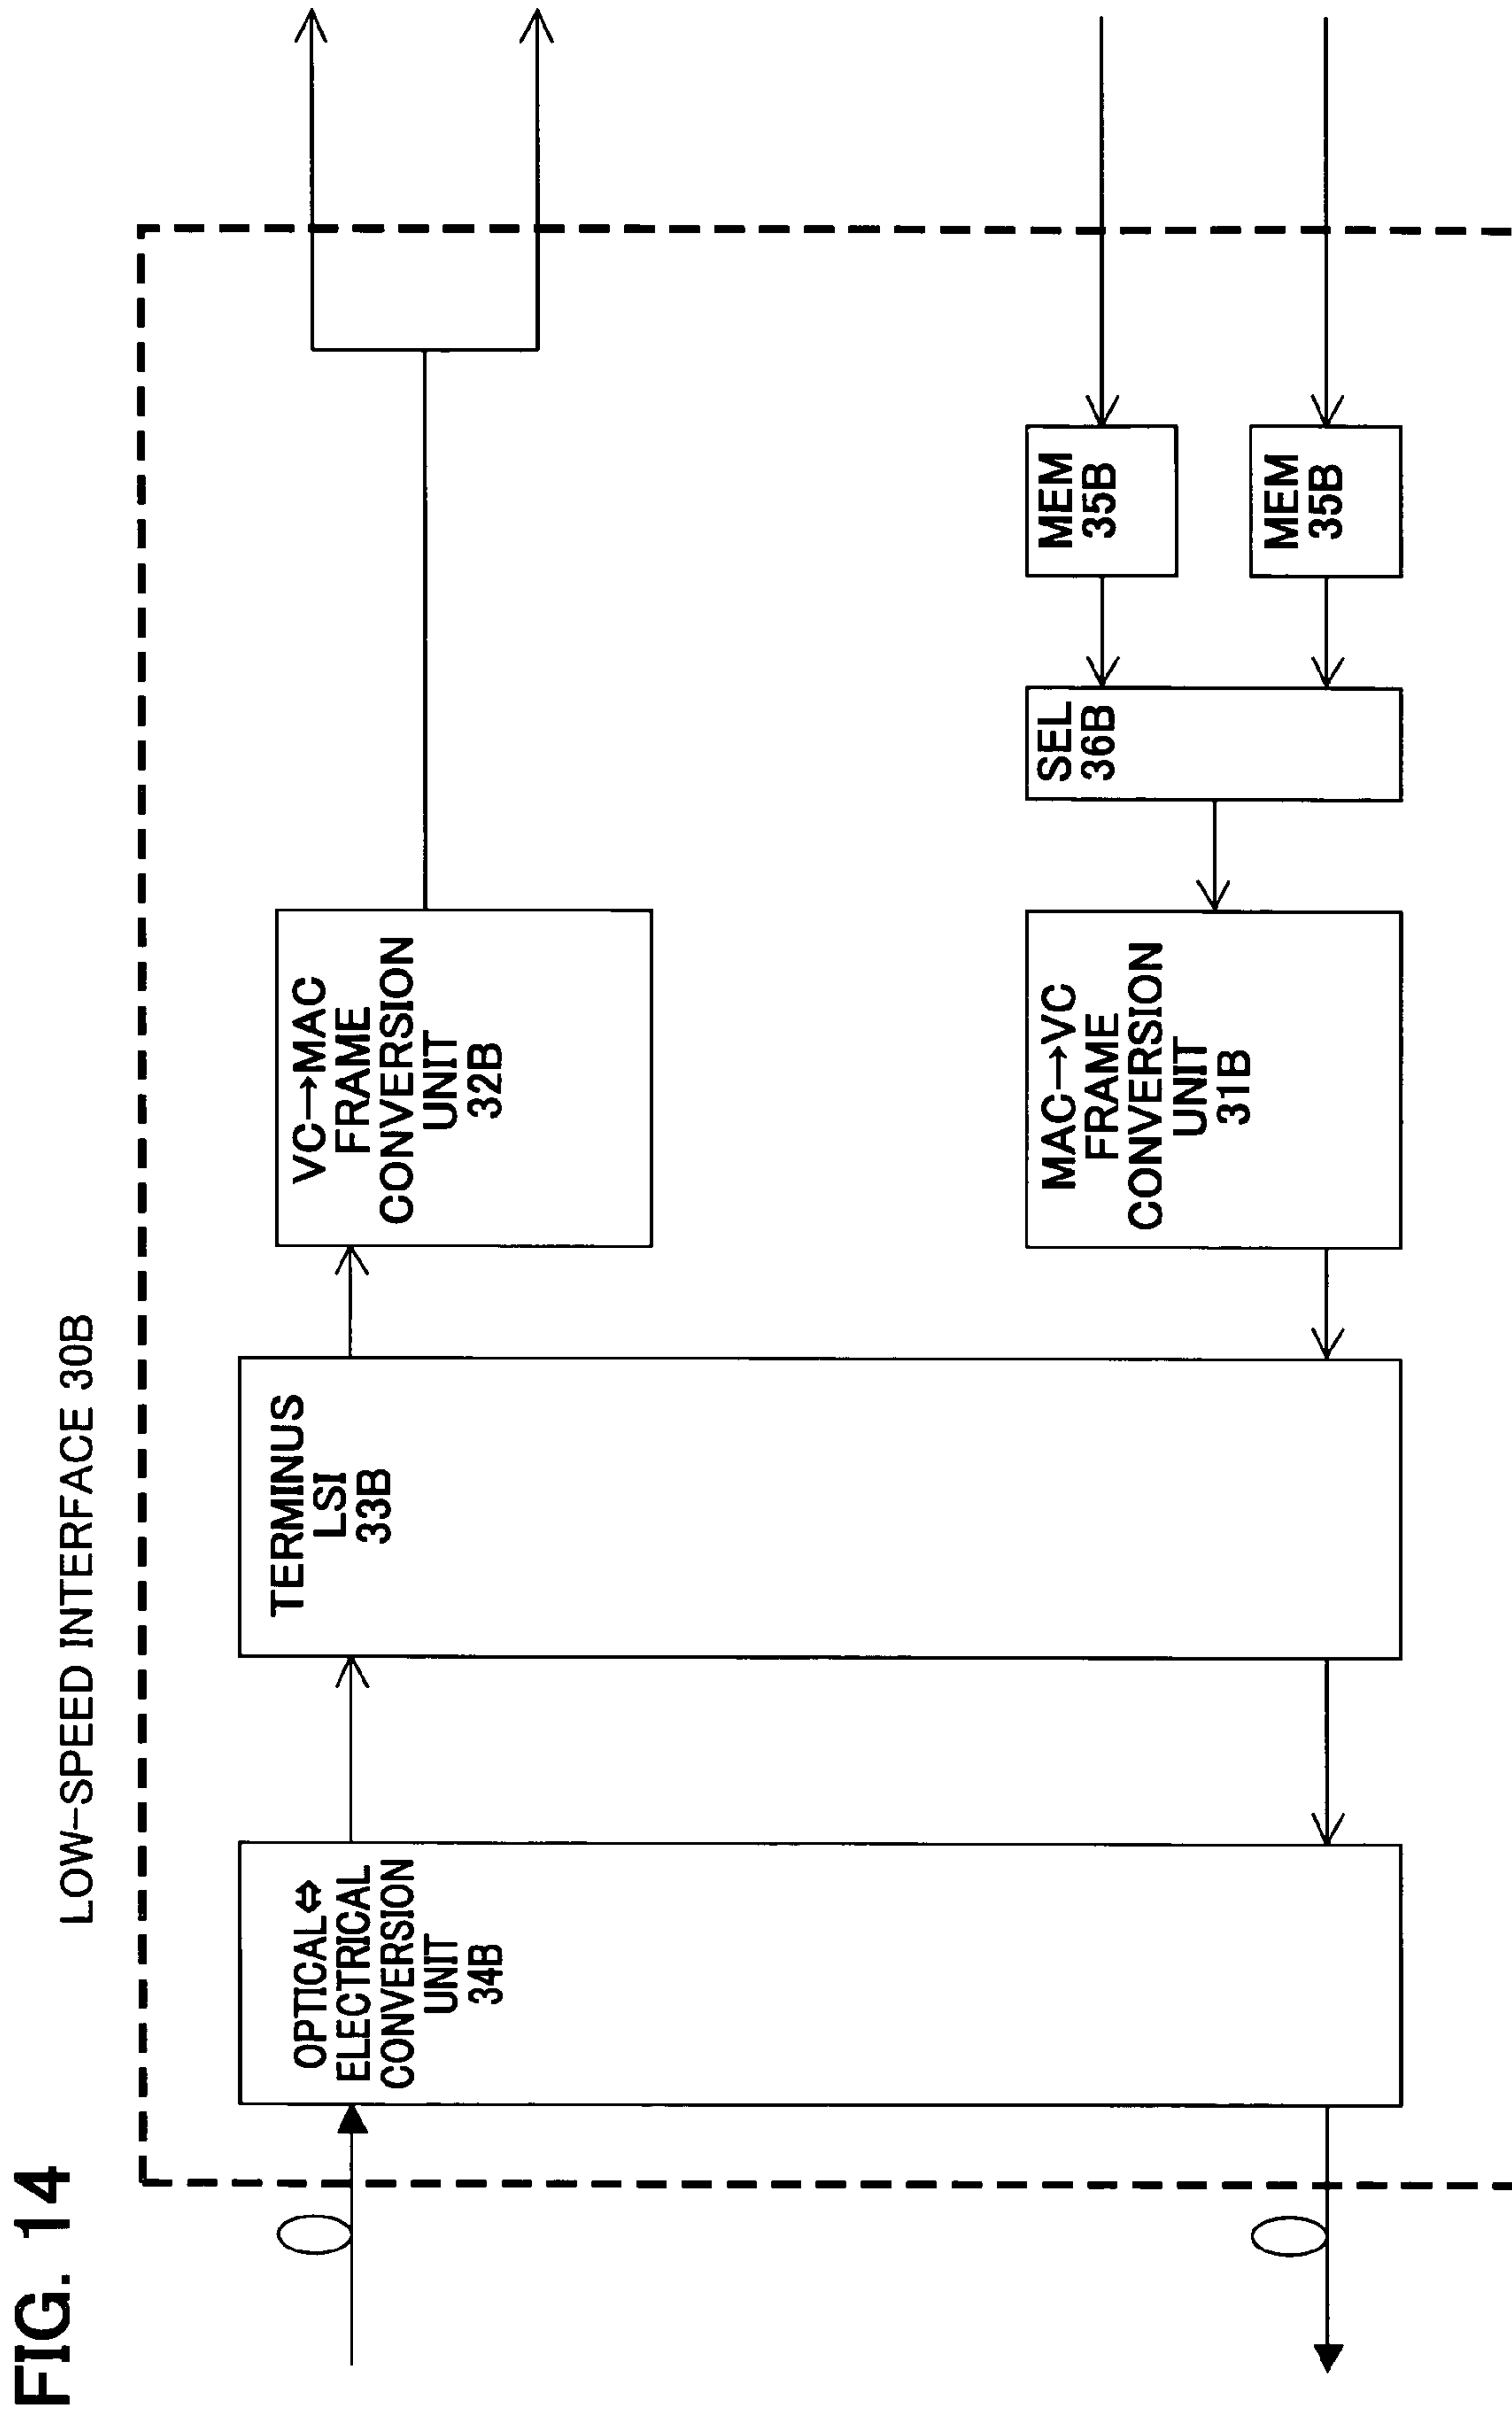 FIG. 14
LOW-SPEED INTERFACE 30B
OPTICAL⇔
ELECTRICAL
CONVERSION
UNIT
34B
TERMINUS
LSI
33B
VC→MAC
FRAME
CONVERSION
UNIT
32B
MAC→VC
FRAME
CONVERSION
UNIT
31B
SEL
36B
MEM
35B
MEM
35B